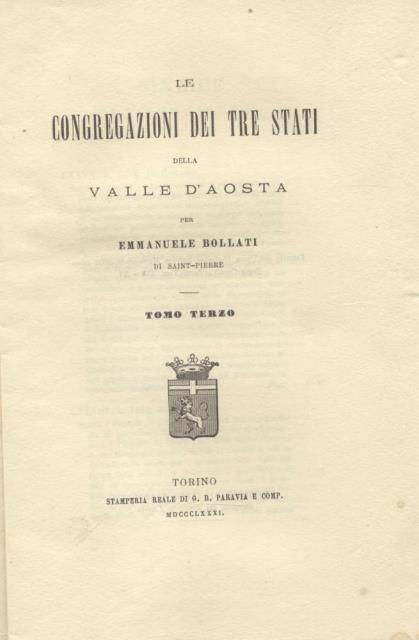 LE
CONGREGAZIONI DEI TRE STATI
DELLA
VALLE D'AOSTA
PER
EMMANUELE BOLLATI
DI SAINT-PIERRE
TOMO TERZO
TORINO
STAMPERIA REALE DI G. B. PARAVIA E COMP.
MDCCCLXXXI.